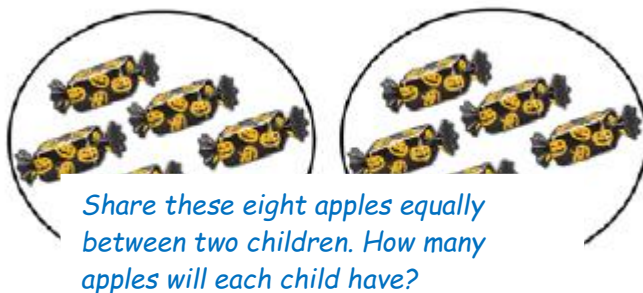 Share these eight apples equally
between two children. How many
apples will each child have?